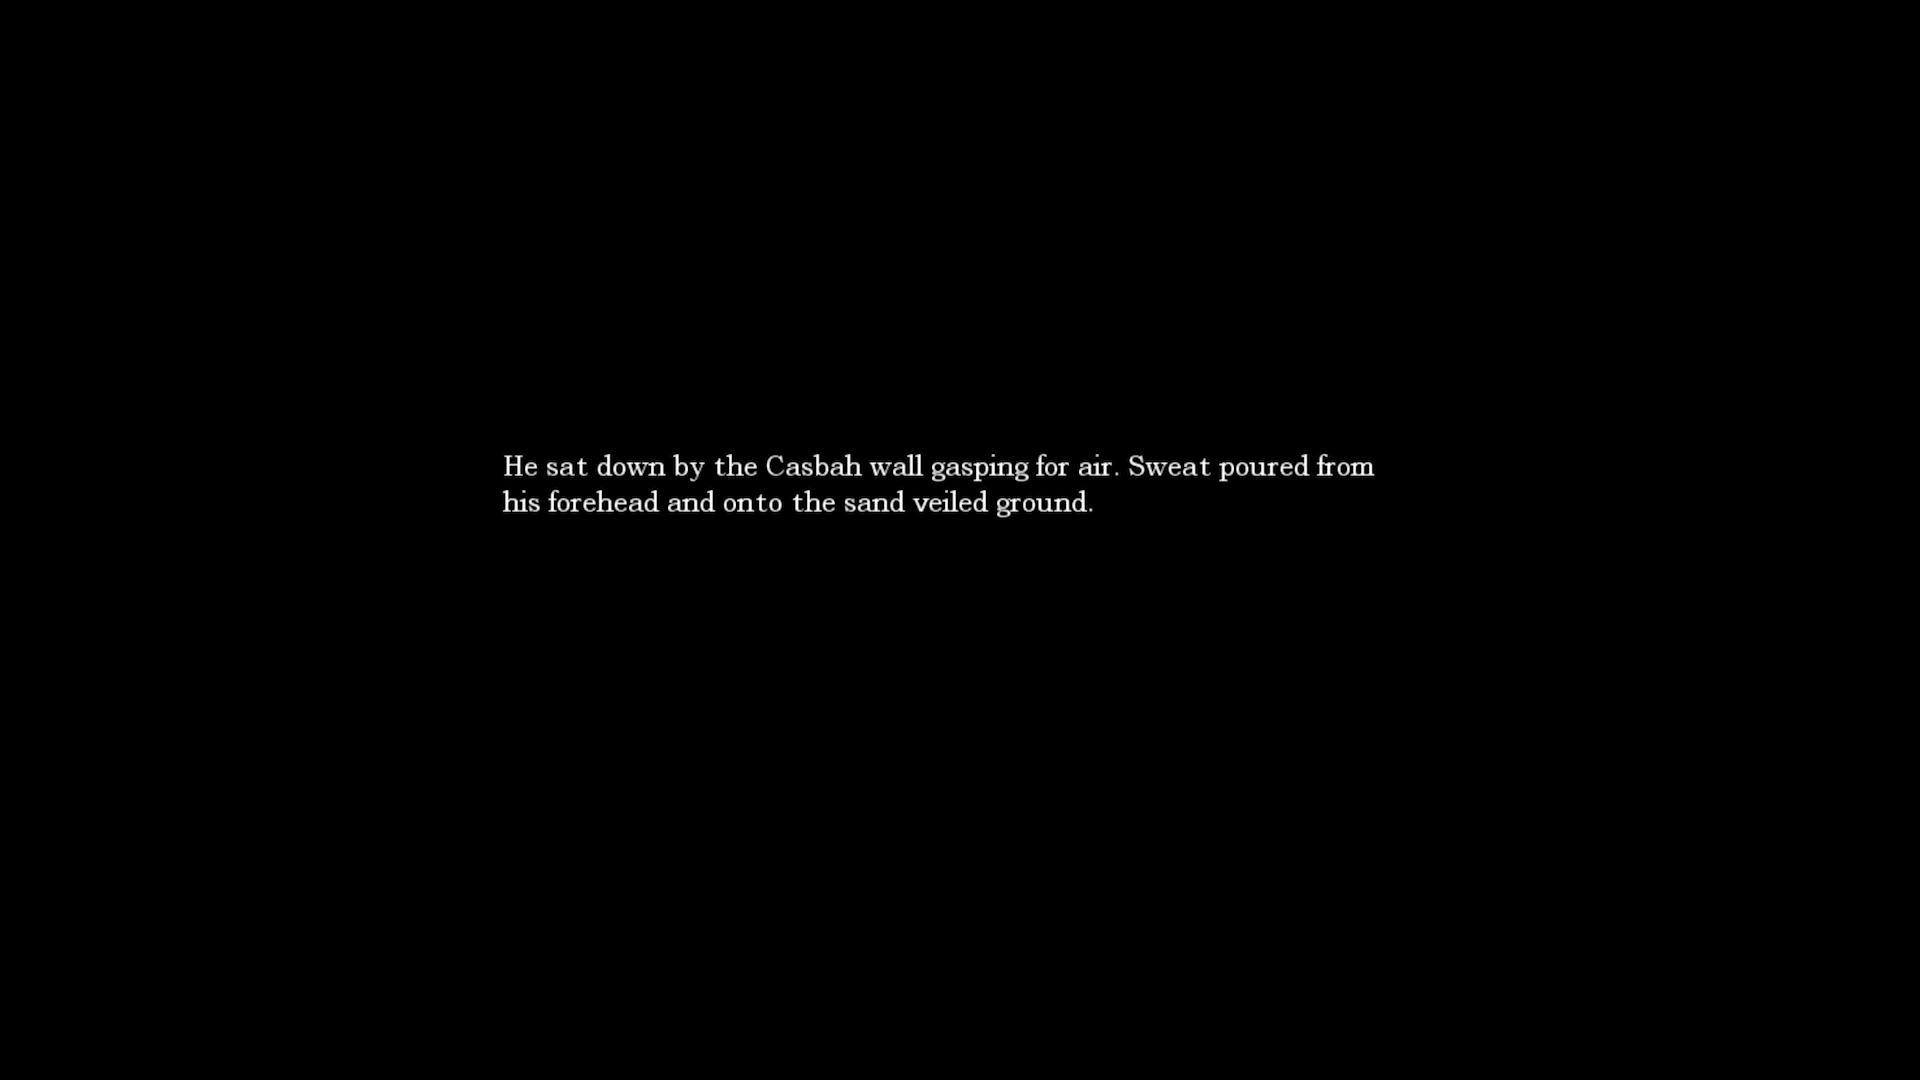 He sat down by the Casbah wall gasping for air. Sweat poured from
his forehead and onto the sand veiled ground.